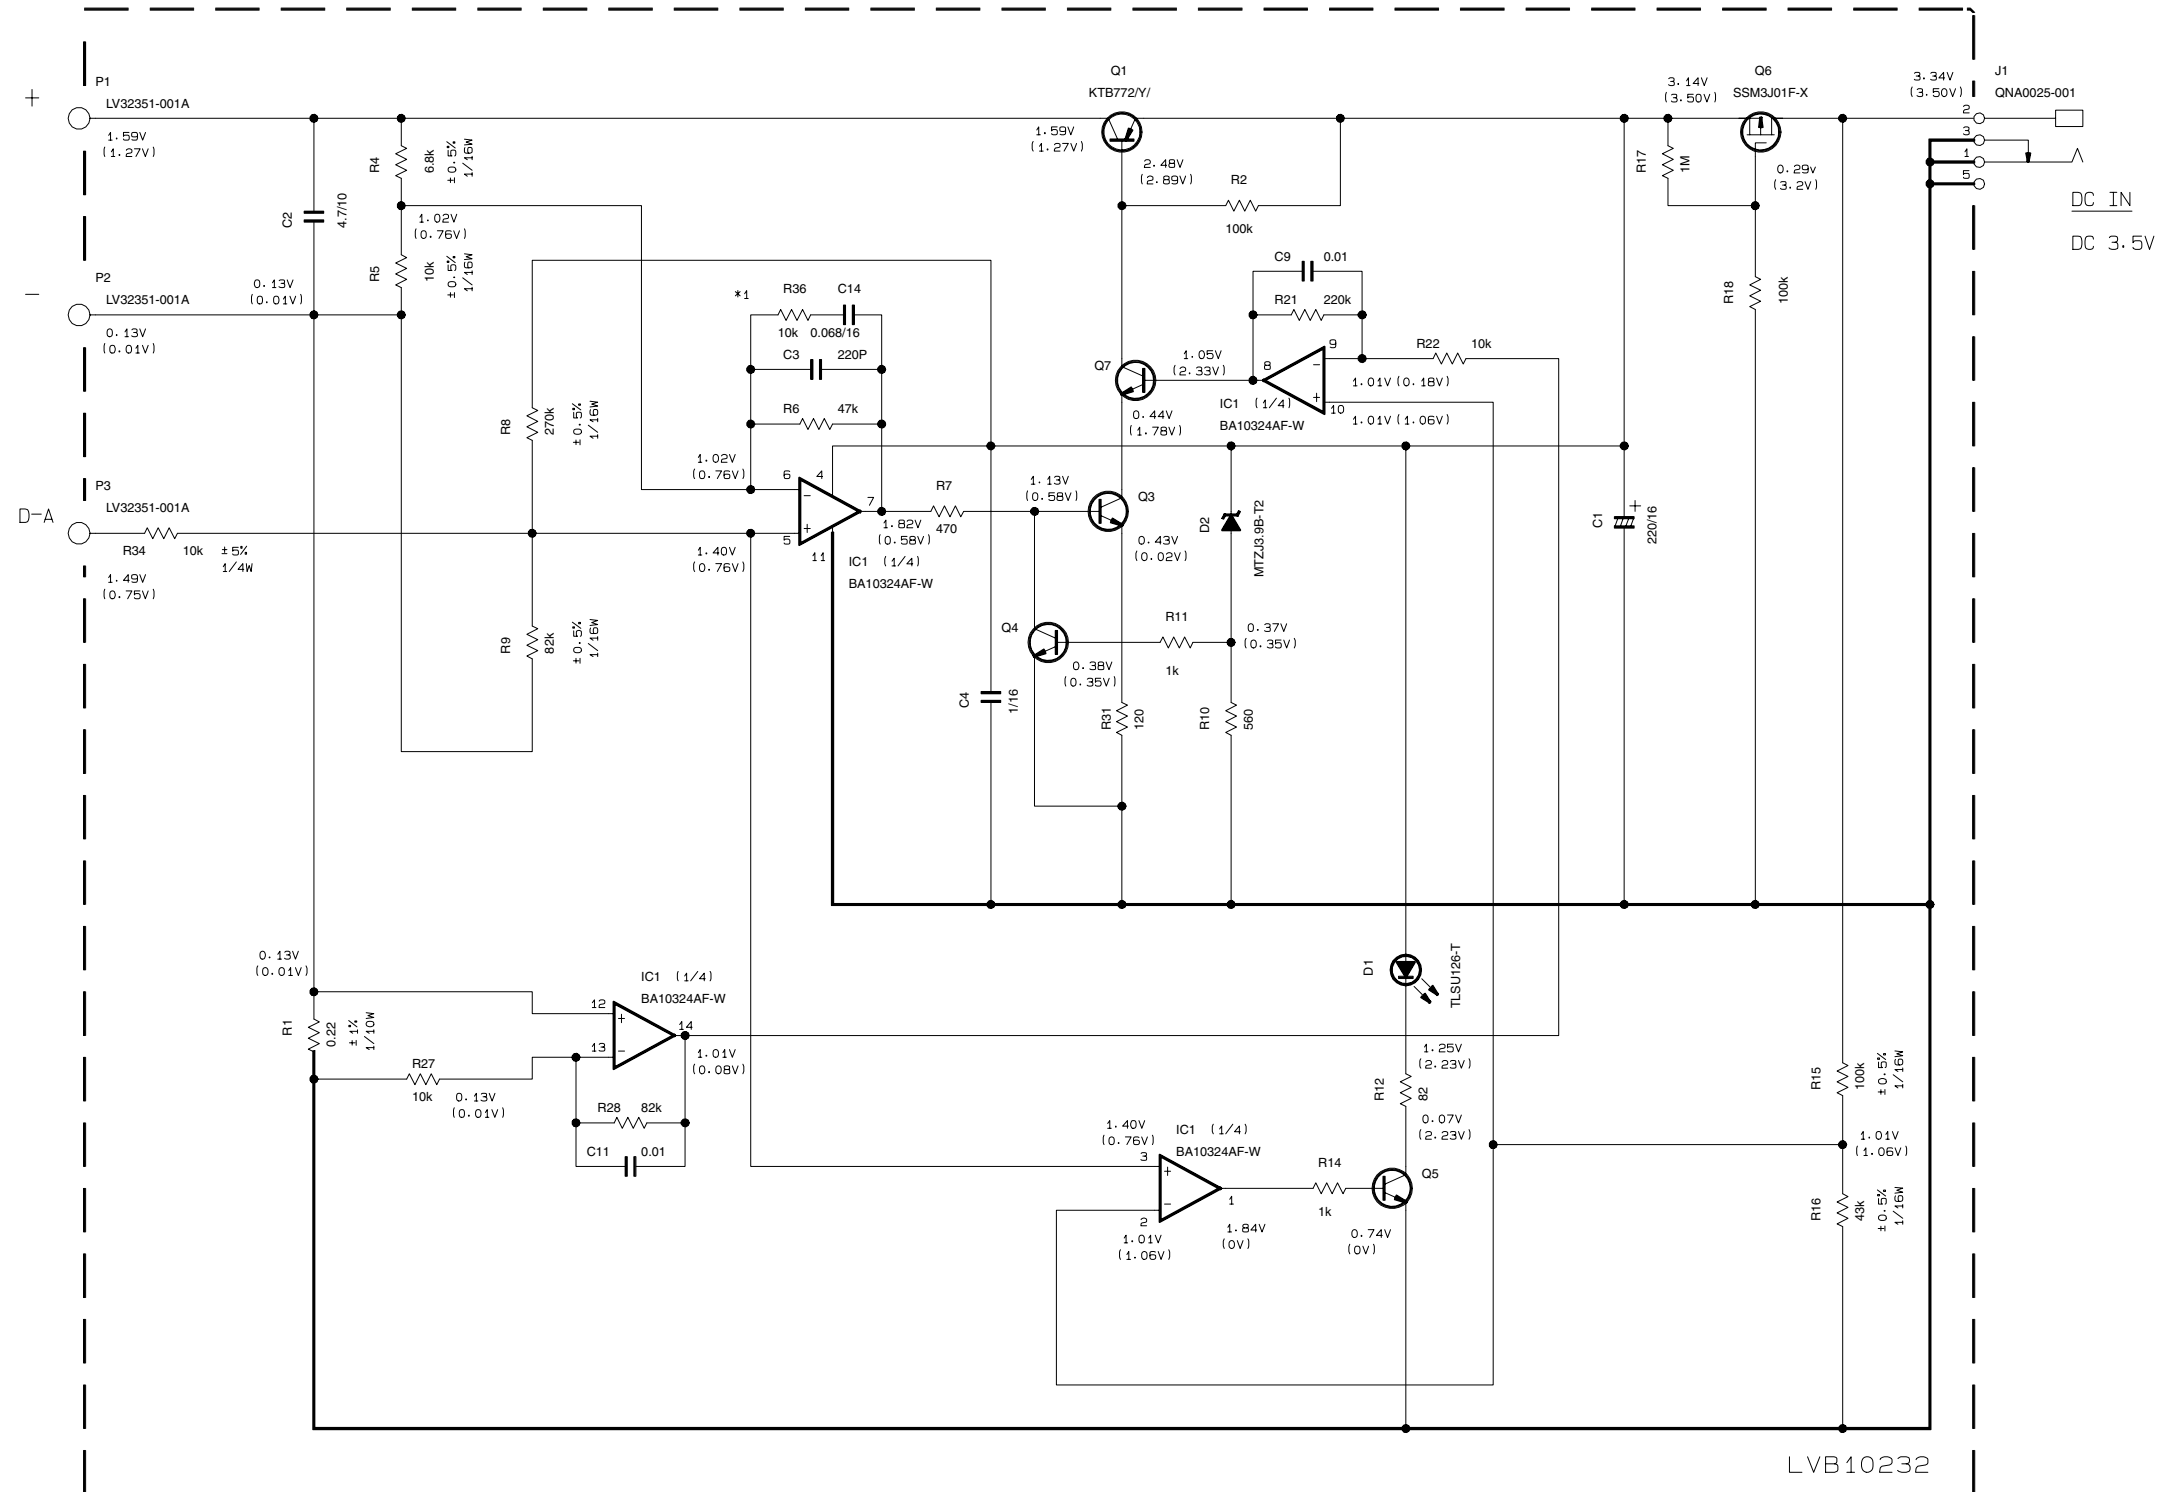 +
P1
LV32351-001A
1.59V
(1.27V)
R4
6.8k
±0.5%
1/16W
C2
4.7/10
1.02V
(0.76V)
R5
10k
±0.5%
1/16W
−
P2
LV32351-001A
0.13V
(0.01V)
0.13V
(0.01V)
Q1
KTB772/Y/
1.59V
(1.27V)
2.48V
(2.89V)
R2
100k
3.14V
(3.50V)
Q6
SSM3J01F-X
3.34V
(3.50V)
J1
QNA0025-001
2
3
1
5
R17
1M
0.29v
(3.2V)
DC IN
DC 3.5V
R18
100k
C9 0.01
R21 220k
*1
R36 C14
10k 0.068/16
C3 220P
R6 47k
Q7
1.05V
(2.33V)
8
9
−
+
10
R22 10k
1.01V (0.18V)
IC1 (1/4)
BA10324AF-W
1.01V (1.06V)
0.44V
(1.78V)
R8
270k
±0.5%
1/16W
1.02V
(0.76V)
6
4
−
+
7
5
11
R7
470
1.82V
(0.58V)
IC1 (1/4)
BA10324AF-W
1.40V
(0.76V)
1.13V
(0.58V)
Q3
0.43V
(0.02V)
D2
MTZJ3.9B-T2
C1
+
220/16
D-A
P3
LV32351-001A
R34 10k ±5%
1/4W
1.49V
(0.75V)
R9
82k
±0.5%
1/16W
Q4
0.38V
(0.35V)
R11
1k
0.37V
(0.35V)
C4
1/16
R31
120
R10
560
0.13V
(0.01V)
R1
0.22
±1%
1/10W
R27
10k
0.13V
(0.01V)
IC1 (1/4)
BA10324AF-W
12
+
14
13
−
1.01V
(0.08V)
R28 82k
C11 0.01
D1
TLSU126-T
1.25V
(2.23V)
R12
82
0.07V
(2.23V)
R15
100k
±0.5%
1/16W
1.01V
(1.06V)
R16
43k
±0.5%
1/16W
1.40V
(0.76V)
IC1 (1/4)
BA10324AF-W
3
+
−
2
1
1.01V
(1.06V)
1.84V
(0V)
R14
1k
Q5
0.74V
(0V)
LVB10232